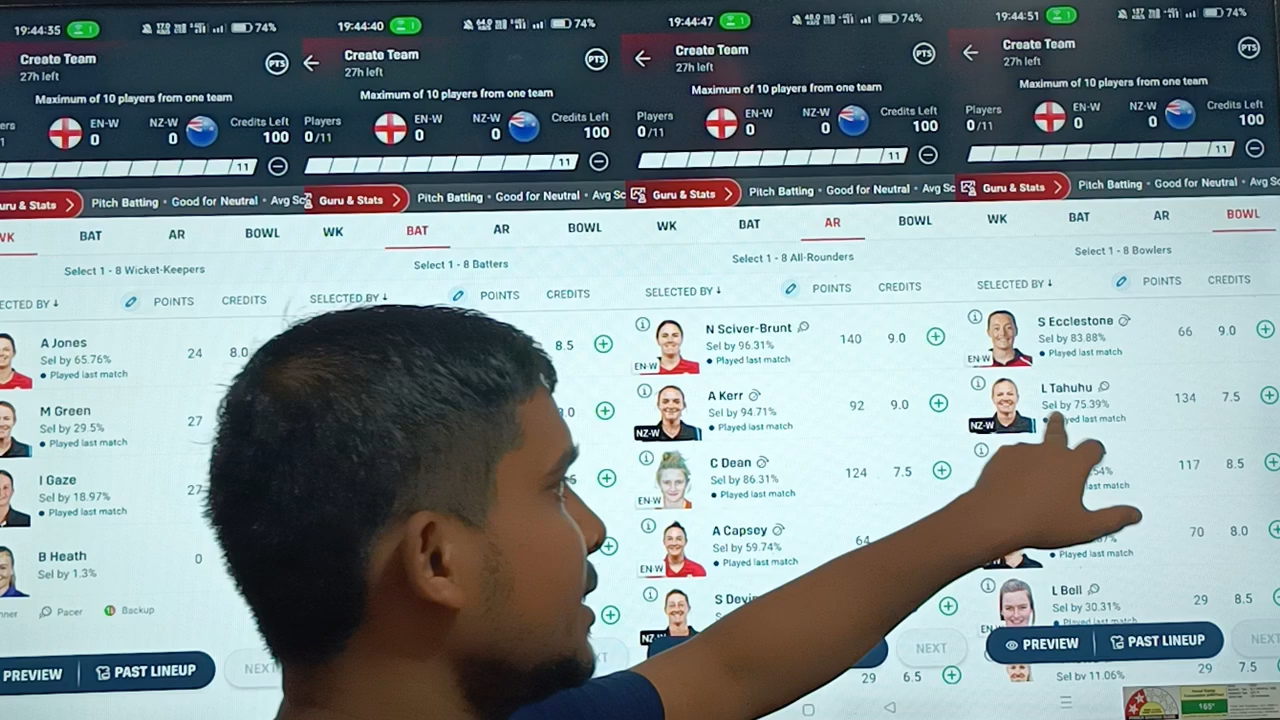 19:44:35 1 74%
Create Team
27h left
PTS
Maximum of 10 players from one team
EN-W
0
NZ-W
0
Credits Left
100
11
Guru & Stats
Pitch Batting • Good for Neutral • Avg Sc
WK BAT AR BOWL
Select 1 - 8 Wicket-Keepers
SELECTED BY ↓ POINTS CREDITS
A Jones
Sel by 65.76%
• Played last match
24 8.0
M Green
Sel by 29.5%
• Played last match
27
I Gaze
Sel by 18.97%
• Played last match
27
B Heath
Sel by 1.3%
0
Pacer Backup
PREVIEW PAST LINEUP
19:44:40 1 74%
Create Team
27h left
PTS
Maximum of 10 players from one team
Players
0/11
EN-W
0
NZ-W
0
Credits Left
100
11
Guru & Stats
Pitch Batting • Good for Neutral • Avg Sc
WK BAT AR BOWL
Select 1 - 8 Batters
SELECTED BY ↓ POINTS CREDITS
8.5
19:44:47 1 74%
Create Team
27h left
PTS
Maximum of 10 players from one team
Players
0/11
EN-W
0
NZ-W
0
Credits Left
100
11
Guru & Stats
Pitch Batting • Good for Neutral • Avg Sc
WK BAT AR BOWL
Select 1 - 8 All-Rounders
SELECTED BY ↓ POINTS CREDITS
EN-W
N Sciver-Brunt
Sel by 96.31%
• Played last match
140 9.0
NZ-W
A Kerr
Sel by 94.71%
• Played last match
92 9.0
EN-W
C Dean
Sel by 86.31%
• Played last match
124 7.5
EN-W
A Capsey
Sel by 59.74%
• Played last match
64
S Devi
29 6.5
NEXT
19:44:51 1 74%
Create Team
27h left
PTS
Maximum of 10 players from one team
Players
0/11
EN-W
0
NZ-W
0
Credits Left
100
11
Guru & Stats
Pitch Batting • Good for Neutral • Avg Sc
WK BAT AR BOWL
Select 1 - 8 Bowlers
SELECTED BY ↓ POINTS CREDITS
EN-W
S Ecclestone
Sel by 83.88%
• Played last match
66 9.0
NZ-W
L Tahuhu
Sel by 75.39%
last match
134 7.5
last match
117 8.5
• Played last match
70 8.0
L Bell
Sel by 30.31%
• Played last match
29 8.5
PREVIEW PAST LINEUP
Sel by 11.06%
29 7.5